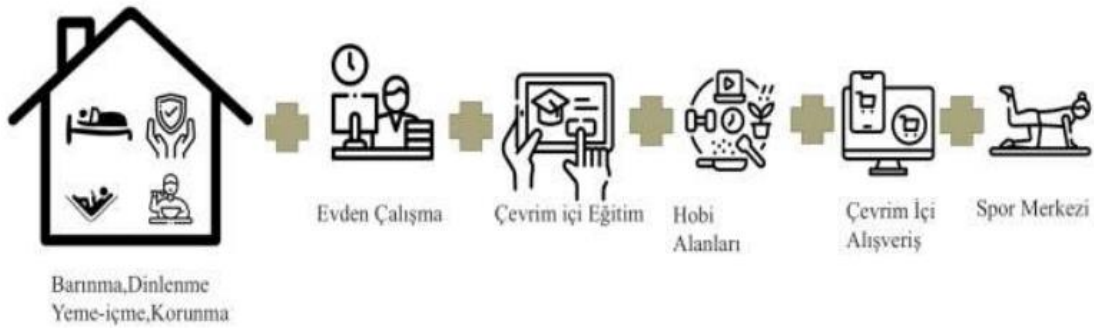 Barınma,Dinlenme
Yeme-içme,Korunma
Evden Çalışma
Çevrim içi Eğitim
Hobi
Alanları
Çevrim İçi
Alışveriş
Spor Merkezi